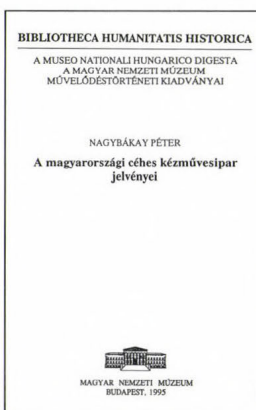 BIBLIOTHECA HUMANITATIS HISTORICA
A MUSEO NATIONALI HUNGARICO DIGESTA
A MAGYAR NEMZETI MÚZEUM
MŰVELŐDÉSTÖRTÉNETI KIADVÁNYAI
NAGYBÁKAY PÉTER
A magyarországi céhes kézművesipar
jelvényei
MAGYAR NEMZETI MÚZEUM
BUDAPEST, 1995